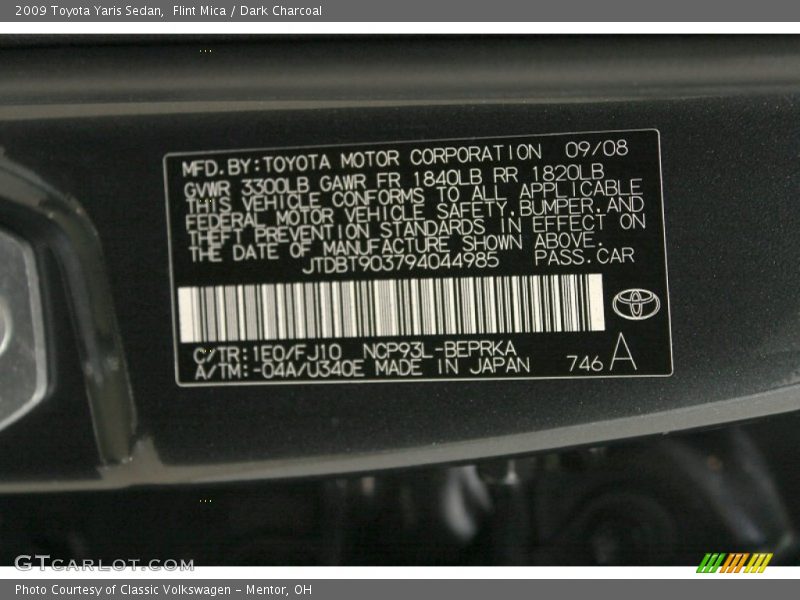 2009 Toyota Yaris Sedan,  Flint Mica / Dark Charcoal
MFD.BY:TOYOTA MOTOR CORPORATION 09/08
GVWR 3300LB GAWR FR 1840LB RR 1820LB
THIS VEHICLE CONFORMS TO ALL APPLICABLE
FEDERAL MOTOR VEHICLE SAFETY,BUMPER,AND
THEFT PREVENTION STANDARDS IN EFFECT ON
THE DATE OF MANUFACTURE SHOWN ABOVE.
JTDBT903794044985 PASS.CAR
C/TR:1E0/FJ10 NCP93L-BEPRKA
A/TM:-04A/U340E MADE IN JAPAN 746 A
GTCARLOT.COM
Photo Courtesy of Classic Volkswagen - Mentor, OH